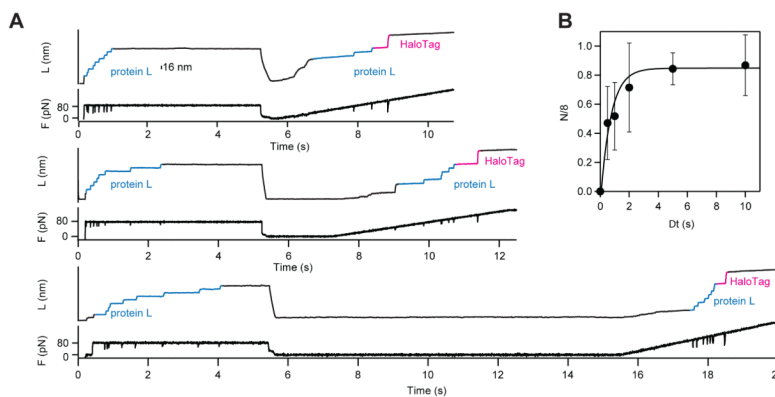 A
L (nm)
16 nm
protein L
protein L
HaloTag
F (pN)
80
0
0 2 4 6 8 10
Time (s)
L (nm)
protein L
protein L
HaloTag
F (pN)
80
0
0 2 4 6 8 10 12
Time (s)
L (nm)
protein L
protein L
HaloTag
F (pN)
80
0
0 2 4 6 8 10 12 14 16 18 2
Time (s)
B
N/8
1.0
0.8
0.6
0.4
0.2
0.0
0 2 4 6 8 10
Dt (s)